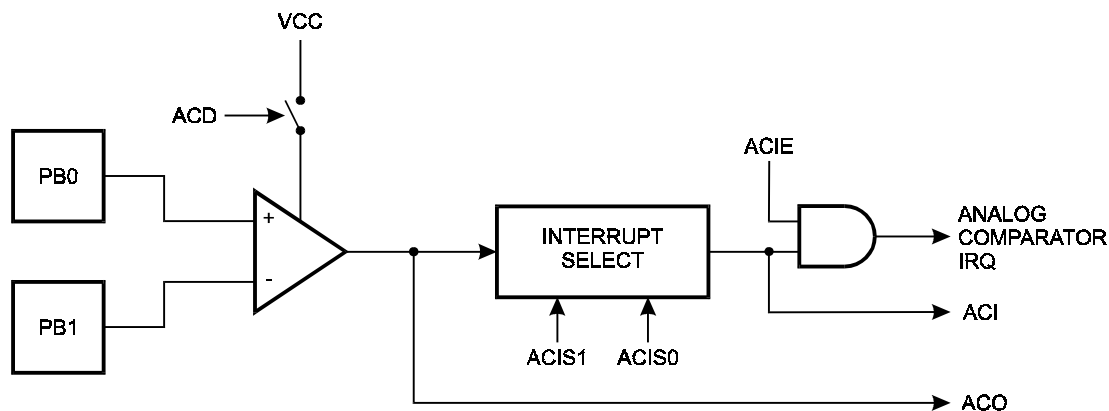 VCC
ACD
PB0
+
-
PB1
INTERRUPT
SELECT
ACIS1
ACIS0
ACIE
ANALOG
COMPARATOR
IRQ
ACI
ACO